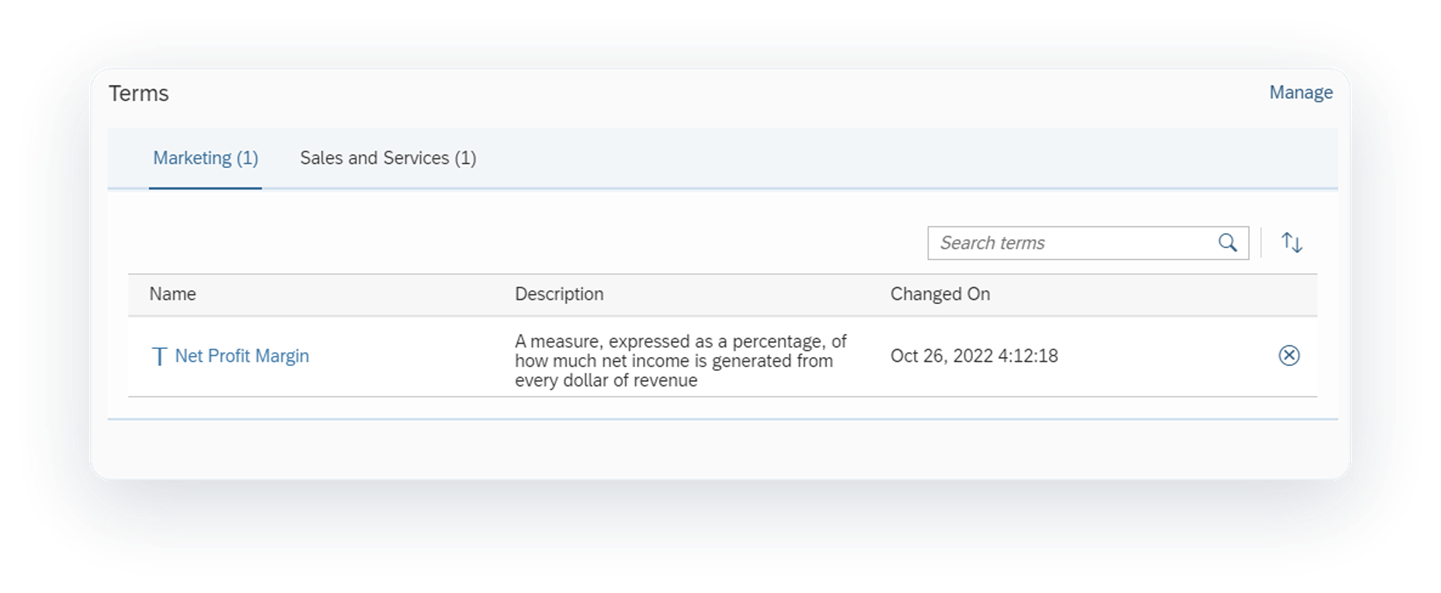 Terms
Manage
Marketing (1)
Sales and Services (1)
Search terms
Name
Description
Changed On
Net Profit Margin
A measure, expressed as a percentage, of
how much net income is generated from
every dollar of revenue
Oct 26, 2022 4:12:18